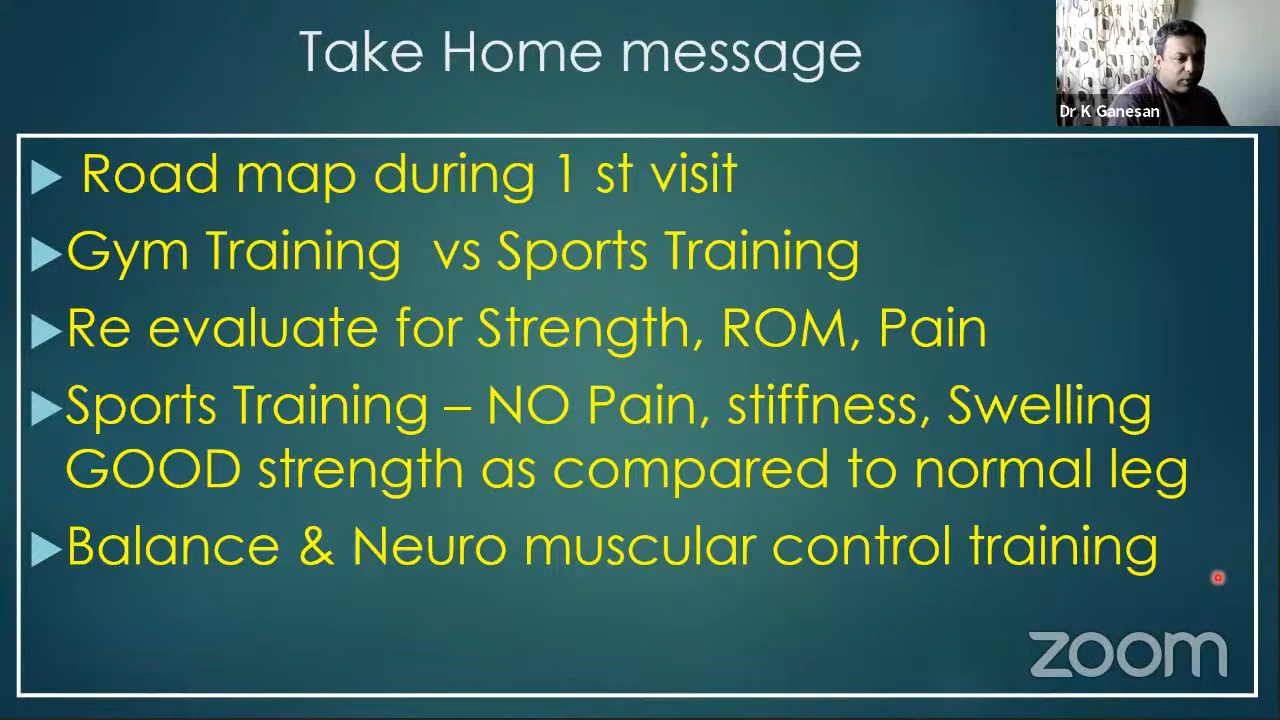 Take Home message
Dr K Ganesan
Road map during 1 st visit
Gym Training vs Sports Training
Re evaluate for Strength, ROM, Pain
Sports Training – NO Pain, stiffness, Swelling
GOOD strength as compared to normal leg
Balance & Neuro muscular control training
zoom